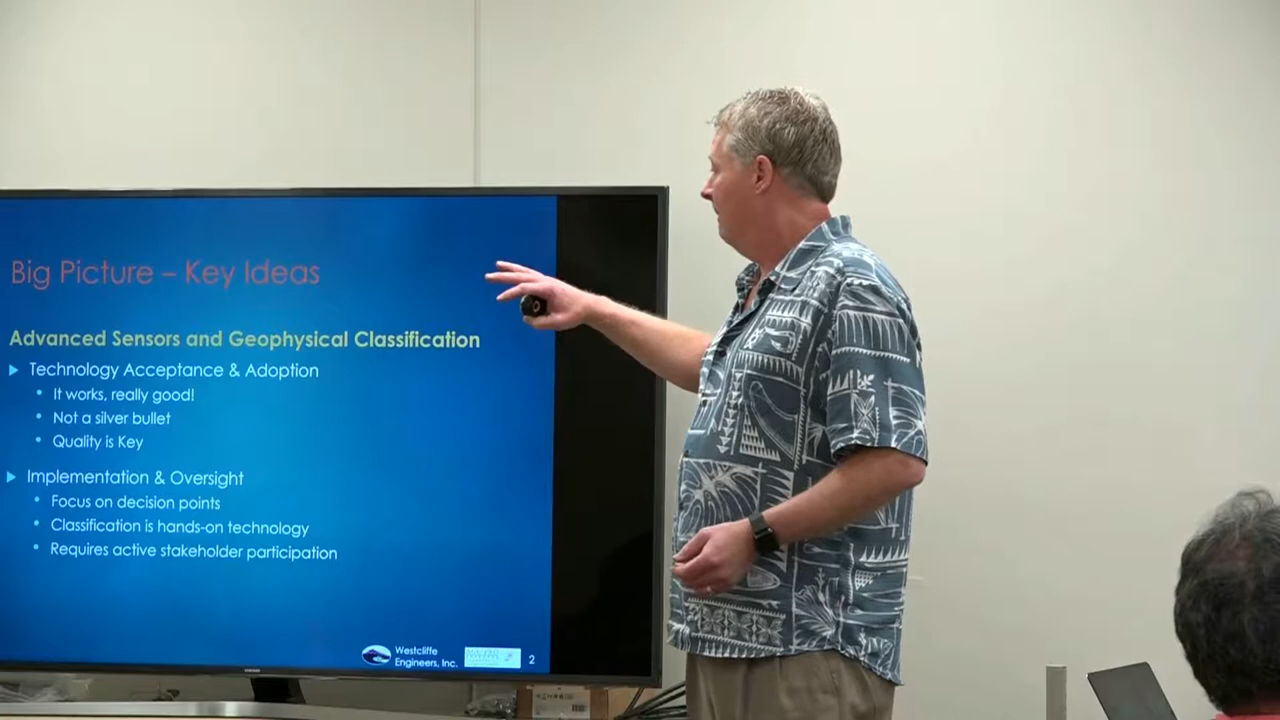 Big Picture – Key Ideas
Advanced Sensors and Geophysical Classification
Technology Acceptance & Adoption
It works, really good!
Not a silver bullet
Quality is Key
Implementation & Oversight
Focus on decision points
Classification is hands-on technology
Requires active stakeholder participation
Westcliffe
Engineers, Inc.
2
SAMSUNG